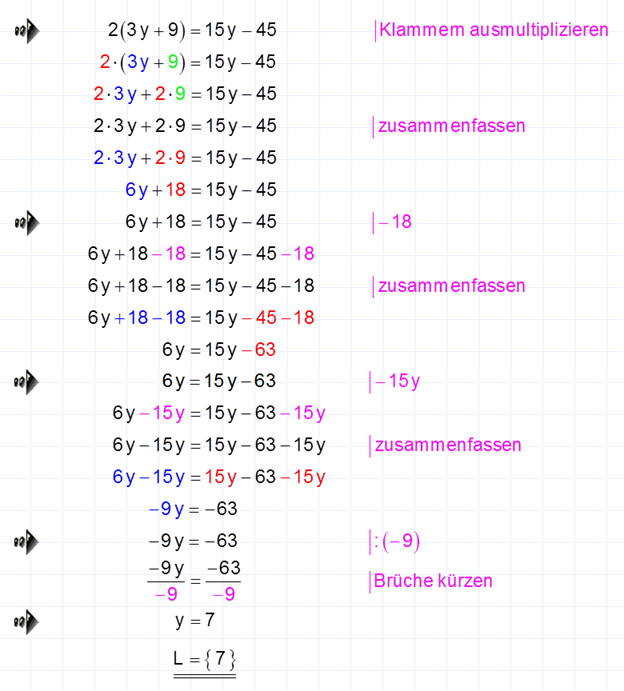 2(3y+9)=15y−45 |Klammern ausmultiplizieren
2·(3y+9)=15y−45
2·3y+2·9=15y−45
2·3y+2·9=15y−45 |zusammenfassen
2·3y+2·9=15y−45
6y+18=15y−45
6y+18=15y−45 |−18
6y+18−18=15y−45−18
6y+18−18=15y−45−18 |zusammenfassen
6y+18−18=15y−45−18
6y=15y−63
6y=15y−63 |−15y
6y−15y=15y−63−15y
6y−15y=15y−63−15y |zusammenfassen
6y−15y=15y−63−15y
−9y=−63
−9y=−63 |:(−9)
−9y/−9=−63/−9 |Brüche kürzen
y=7
L={7}